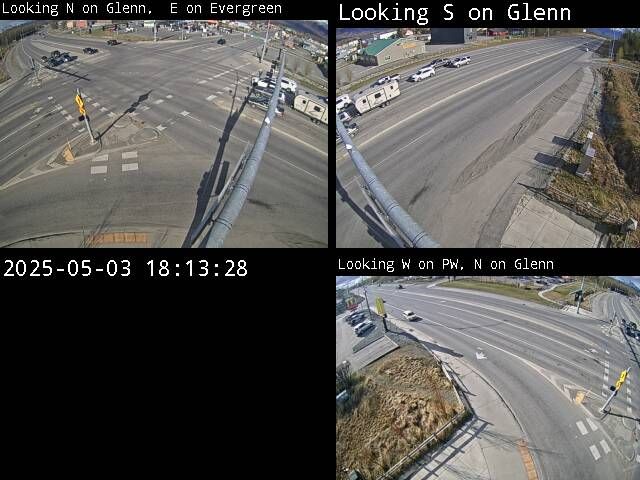 Looking N on Glenn,  E on Evergreen
Looking S on Glenn
2025-05-03 18:13:28
Looking W on PW, N on Glenn